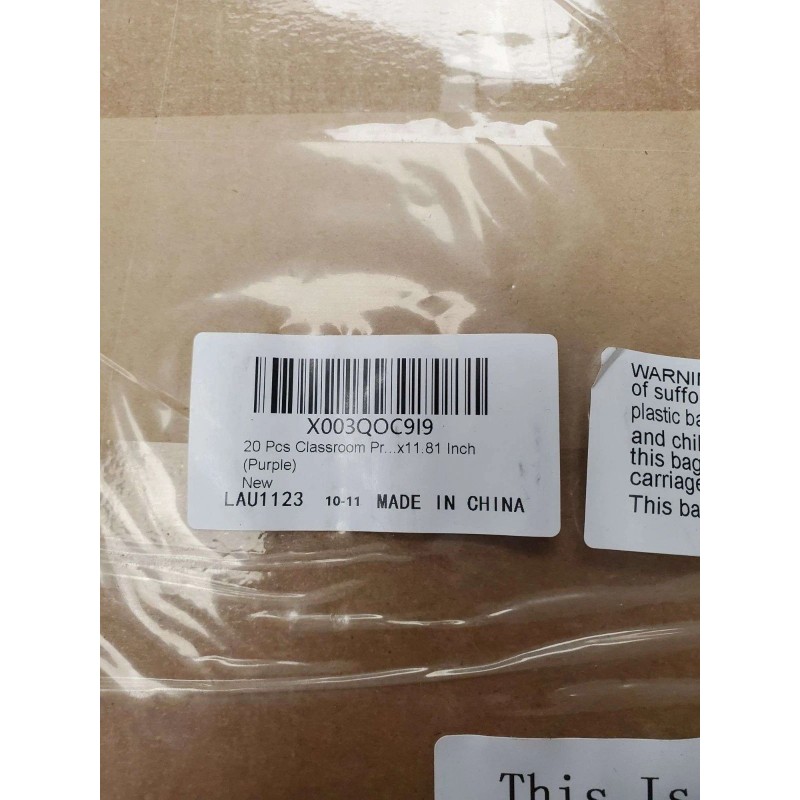 X003QOC9I9
20 Pcs Classroom Pr...x11.81 Inch
(Purple)
New
LAU1123 10-11 MADE IN CHINA
WARNIN
of suffo
plastic ba
and chil
this bag
carriage
This ba
This Is